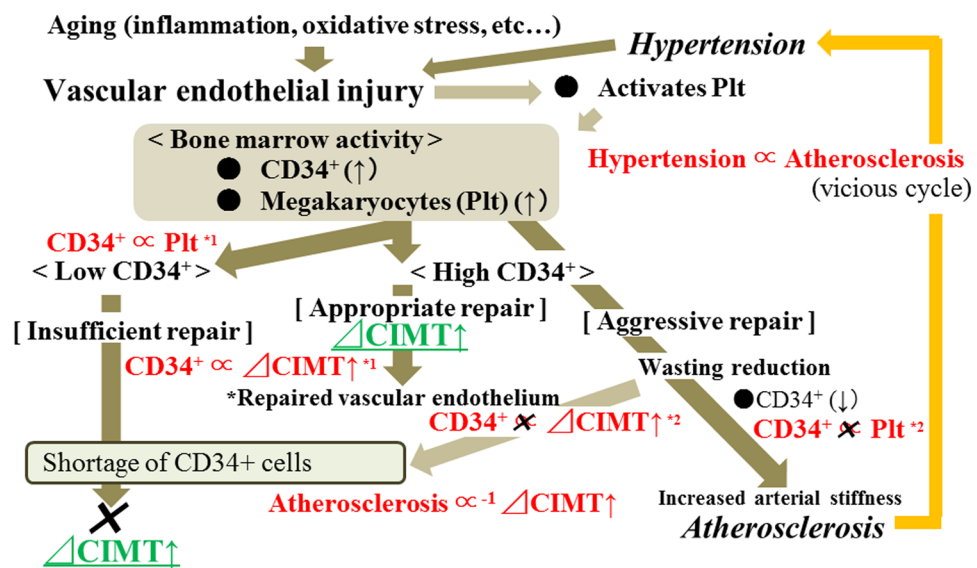 Aging (inflammation, oxidative stress, etc…)
Hypertension
Vascular endothelial injury
● Activates Plt
< Bone marrow activity >
● CD34⁺ (↑)
● Megakaryocytes (Plt) (↑)
Hypertension ∝ Atherosclerosis
(vicious cycle)
CD34⁺ ∝ Plt *1
< Low CD34⁺ >
< High CD34⁺ >
[ Insufficient repair ]
[ Appropriate repair ]
⊿CIMT↑
[ Aggressive repair ]
CD34⁺ ∝ ⊿CIMT↑ *1
*Repaired vascular endothelium
Wasting reduction
● CD34⁺ (↓)
CD34⁺ ∝ Plt *2
CD34⁺ ∝ ⊿CIMT↑ *2
Shortage of CD34+ cells
Atherosclerosis ∝⁻¹ ⊿CIMT↑
Increased arterial stiffness
Atherosclerosis
⊿CIMT↑